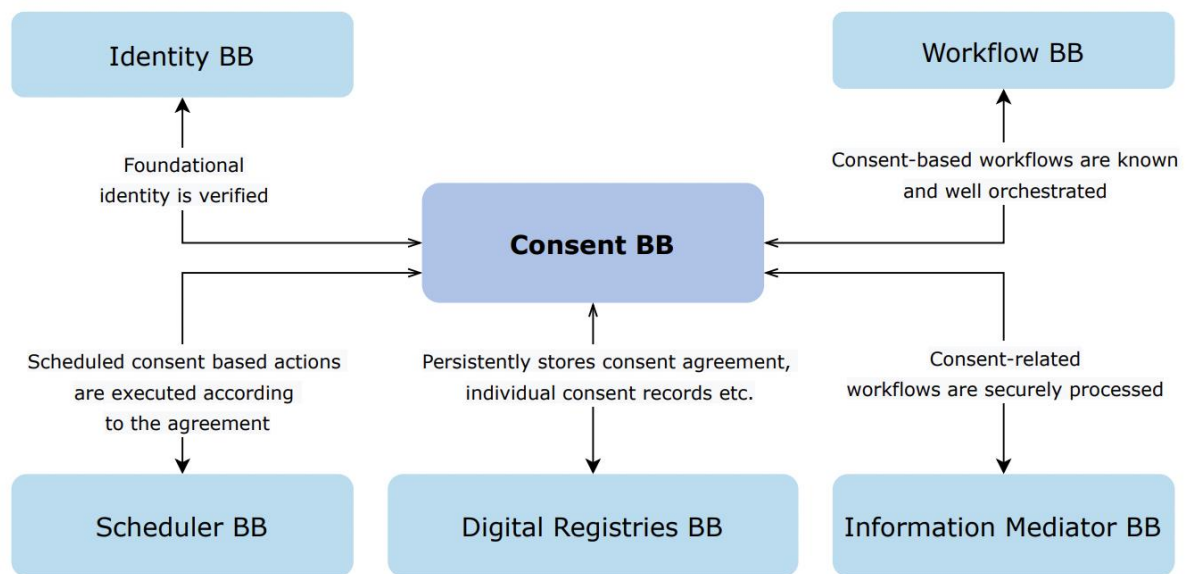 Identity BB
Workflow BB
Foundational
identity is verified
Consent-based workflows are known
and well orchestrated
Consent BB
Scheduled consent based actions
are executed according
to the agreement
Persistently stores consent agreement,
individual consent records etc.
Consent-related
workflows are securely processed
Scheduler BB
Digital Registries BB
Information Mediator BB